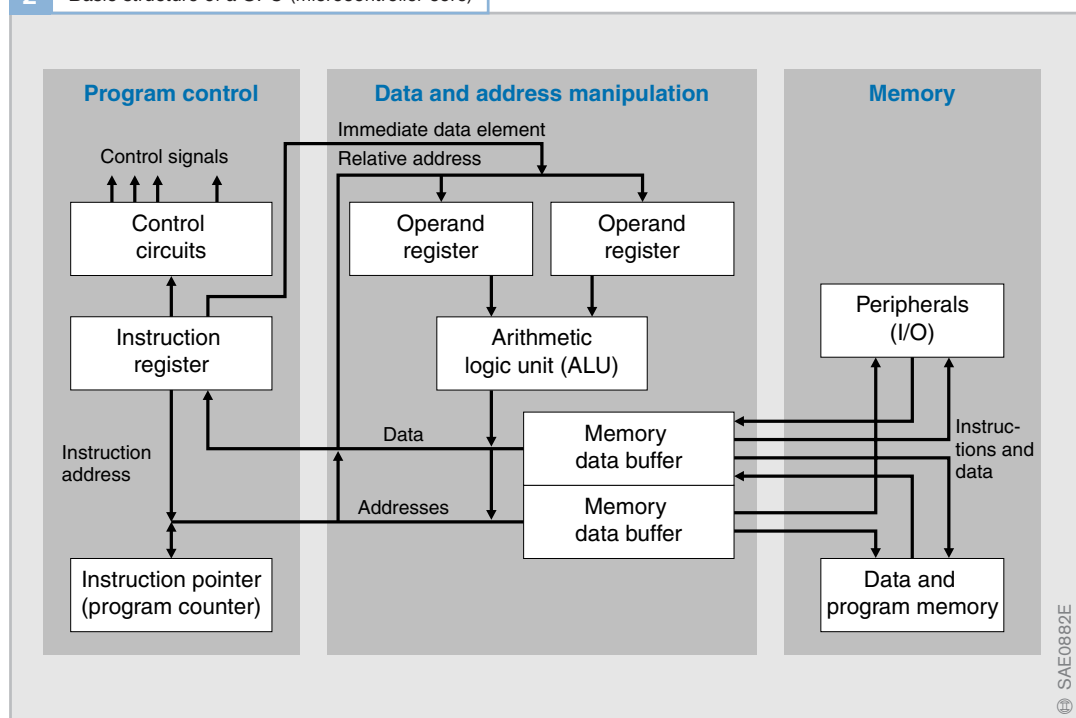 2 Basic structure of a CPU (microcontroller core)
Program control
Data and address manipulation
Memory
Immediate data element
Relative address
Control signals
Control
circuits
Operand
register
Operand
register
Instruction
register
Arithmetic
logic unit (ALU)
Peripherals
(I/O)
Data
Memory
data buffer
Instruc-
tions and
data
Instruction
address
Addresses
Memory
data buffer
Instruction pointer
(program counter)
Data and
program memory
SAE0882E